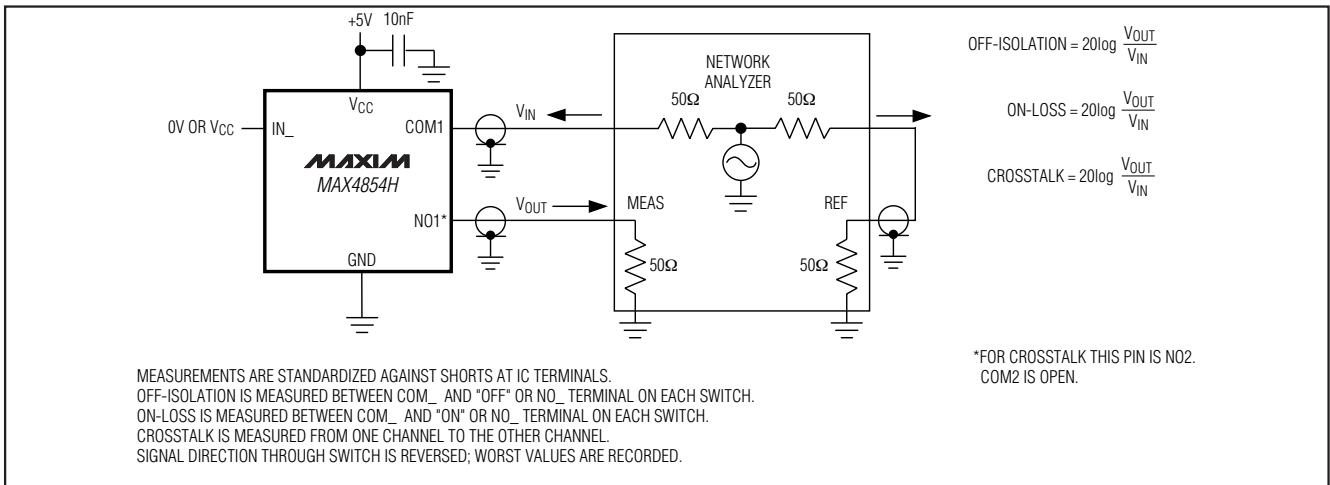 +5V 10nF
VCC
0V OR VCC
IN_
COM1
MAXIM
MAX4854H
NO1*
GND
VIN
VOUT
NETWORK
ANALYZER
50Ω 50Ω
MEAS REF
50Ω 50Ω
OFF-ISOLATION = 20log VOUT/VIN
ON-LOSS = 20log VOUT/VIN
CROSSTALK = 20log VOUT/VIN
*FOR CROSSTALK THIS PIN IS NO2.
COM2 IS OPEN.
MEASUREMENTS ARE STANDARDIZED AGAINST SHORTS AT IC TERMINALS.
OFF-ISOLATION IS MEASURED BETWEEN COM_ AND "OFF" OR NO_ TERMINAL ON EACH SWITCH.
ON-LOSS IS MEASURED BETWEEN COM_ AND "ON" OR NO_ TERMINAL ON EACH SWITCH.
CROSSTALK IS MEASURED FROM ONE CHANNEL TO THE OTHER CHANNEL.
SIGNAL DIRECTION THROUGH SWITCH IS REVERSED; WORST VALUES ARE RECORDED.